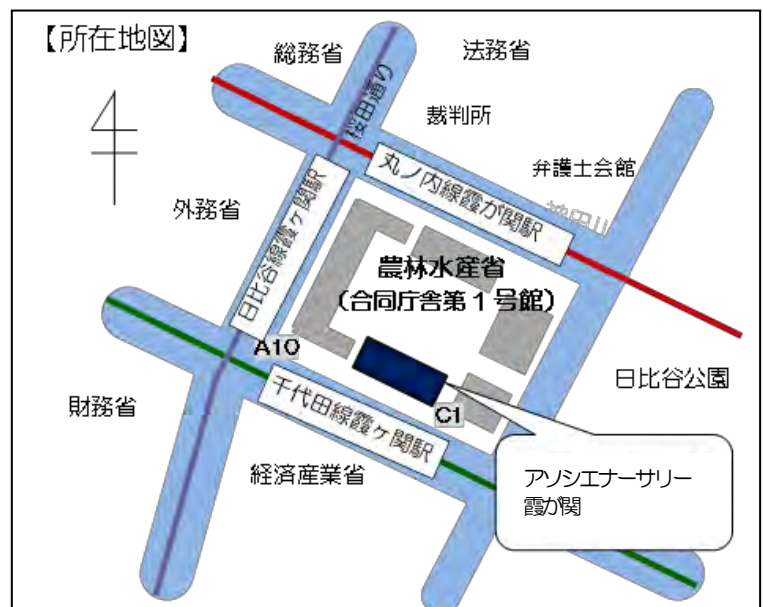 【所在地図】
総務省
法務省
桜田通り
裁判所
弁護士会館
丸ノ内線霞が関駅
外務省
日比谷線霞ヶ関駅
農林水産省
(合同庁舎第1号館)
A10
日比谷公園
財務省
千代田線霞ヶ関駅
C1
経済産業省
アソシエナーサリー
霞が関